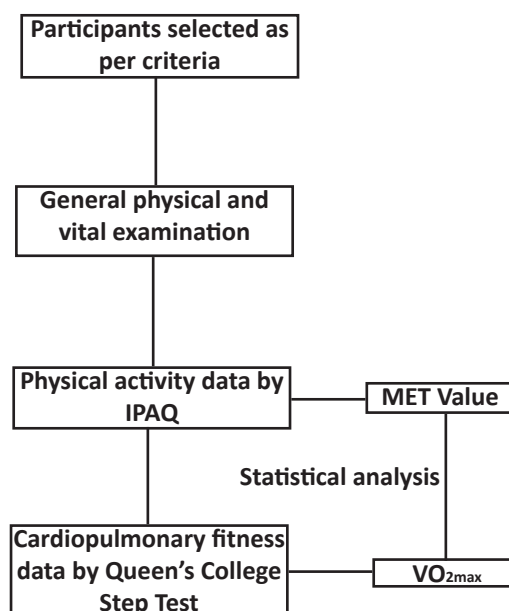 Participants selected as
per criteria
General physical and
vital examination
Physical activity data by
IPAQ
MET Value
Statistical analysis
Cardiopulmonary fitness
data by Queen’s College
Step Test
VO2max